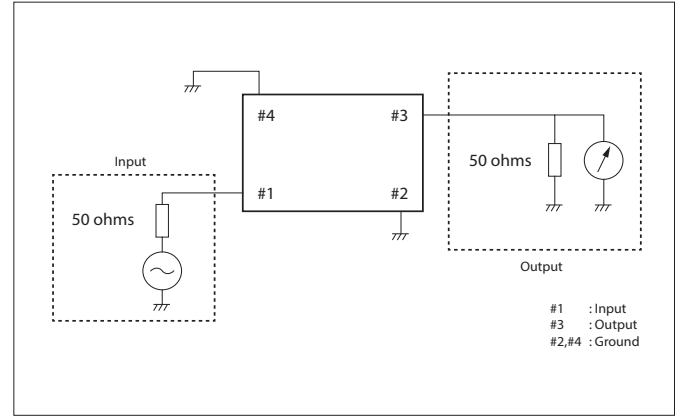 #4 #3
Input
50 ohms
#1 #2
50 ohms
Output
#1 : Input
#3 : Output
#2,#4 : Ground